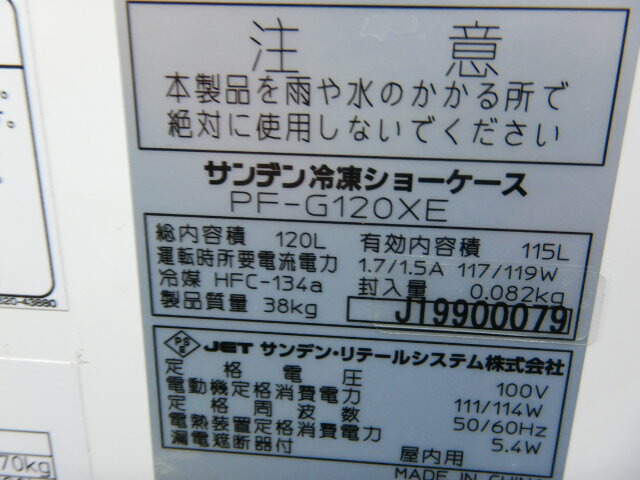 注意
本製品を雨や水のかかる所で
絶対に使用しないでください
サンデン冷凍ショーケース
PF-G120XE
総内容積 120L 有効内容積 115L
運転時所要電流電力 1.7/1.5A 117/119W
冷媒 HFC-134a 封入量 0.082kg
製品質量 38kg J19900079
PS E JET サンデン・リテールシステム株式会社
定格電圧 100V
電動機定格消費電力 111/114W
定格周波数 50/60Hz
電熱装置定格消費電力 5.4W
漏電遮断器付 屋内用
MADE IN CHINA
70kg